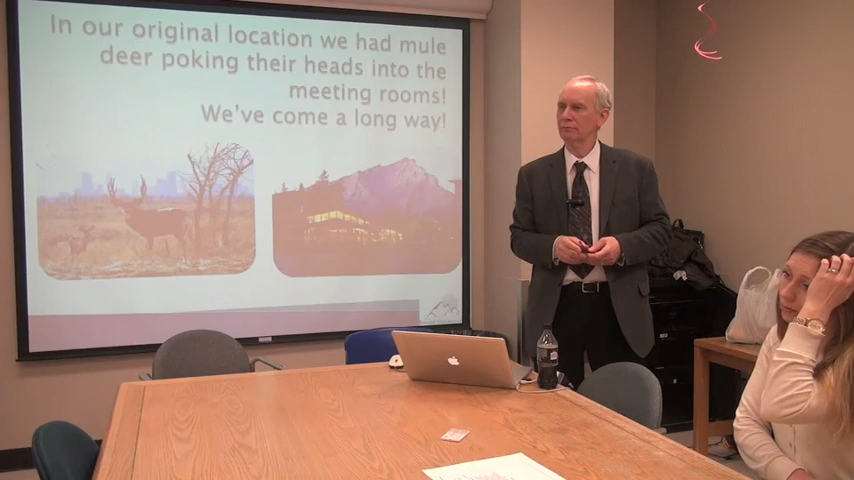 In our original location we had mule
deer poking their heads into the
meeting rooms!
We've come a long way!